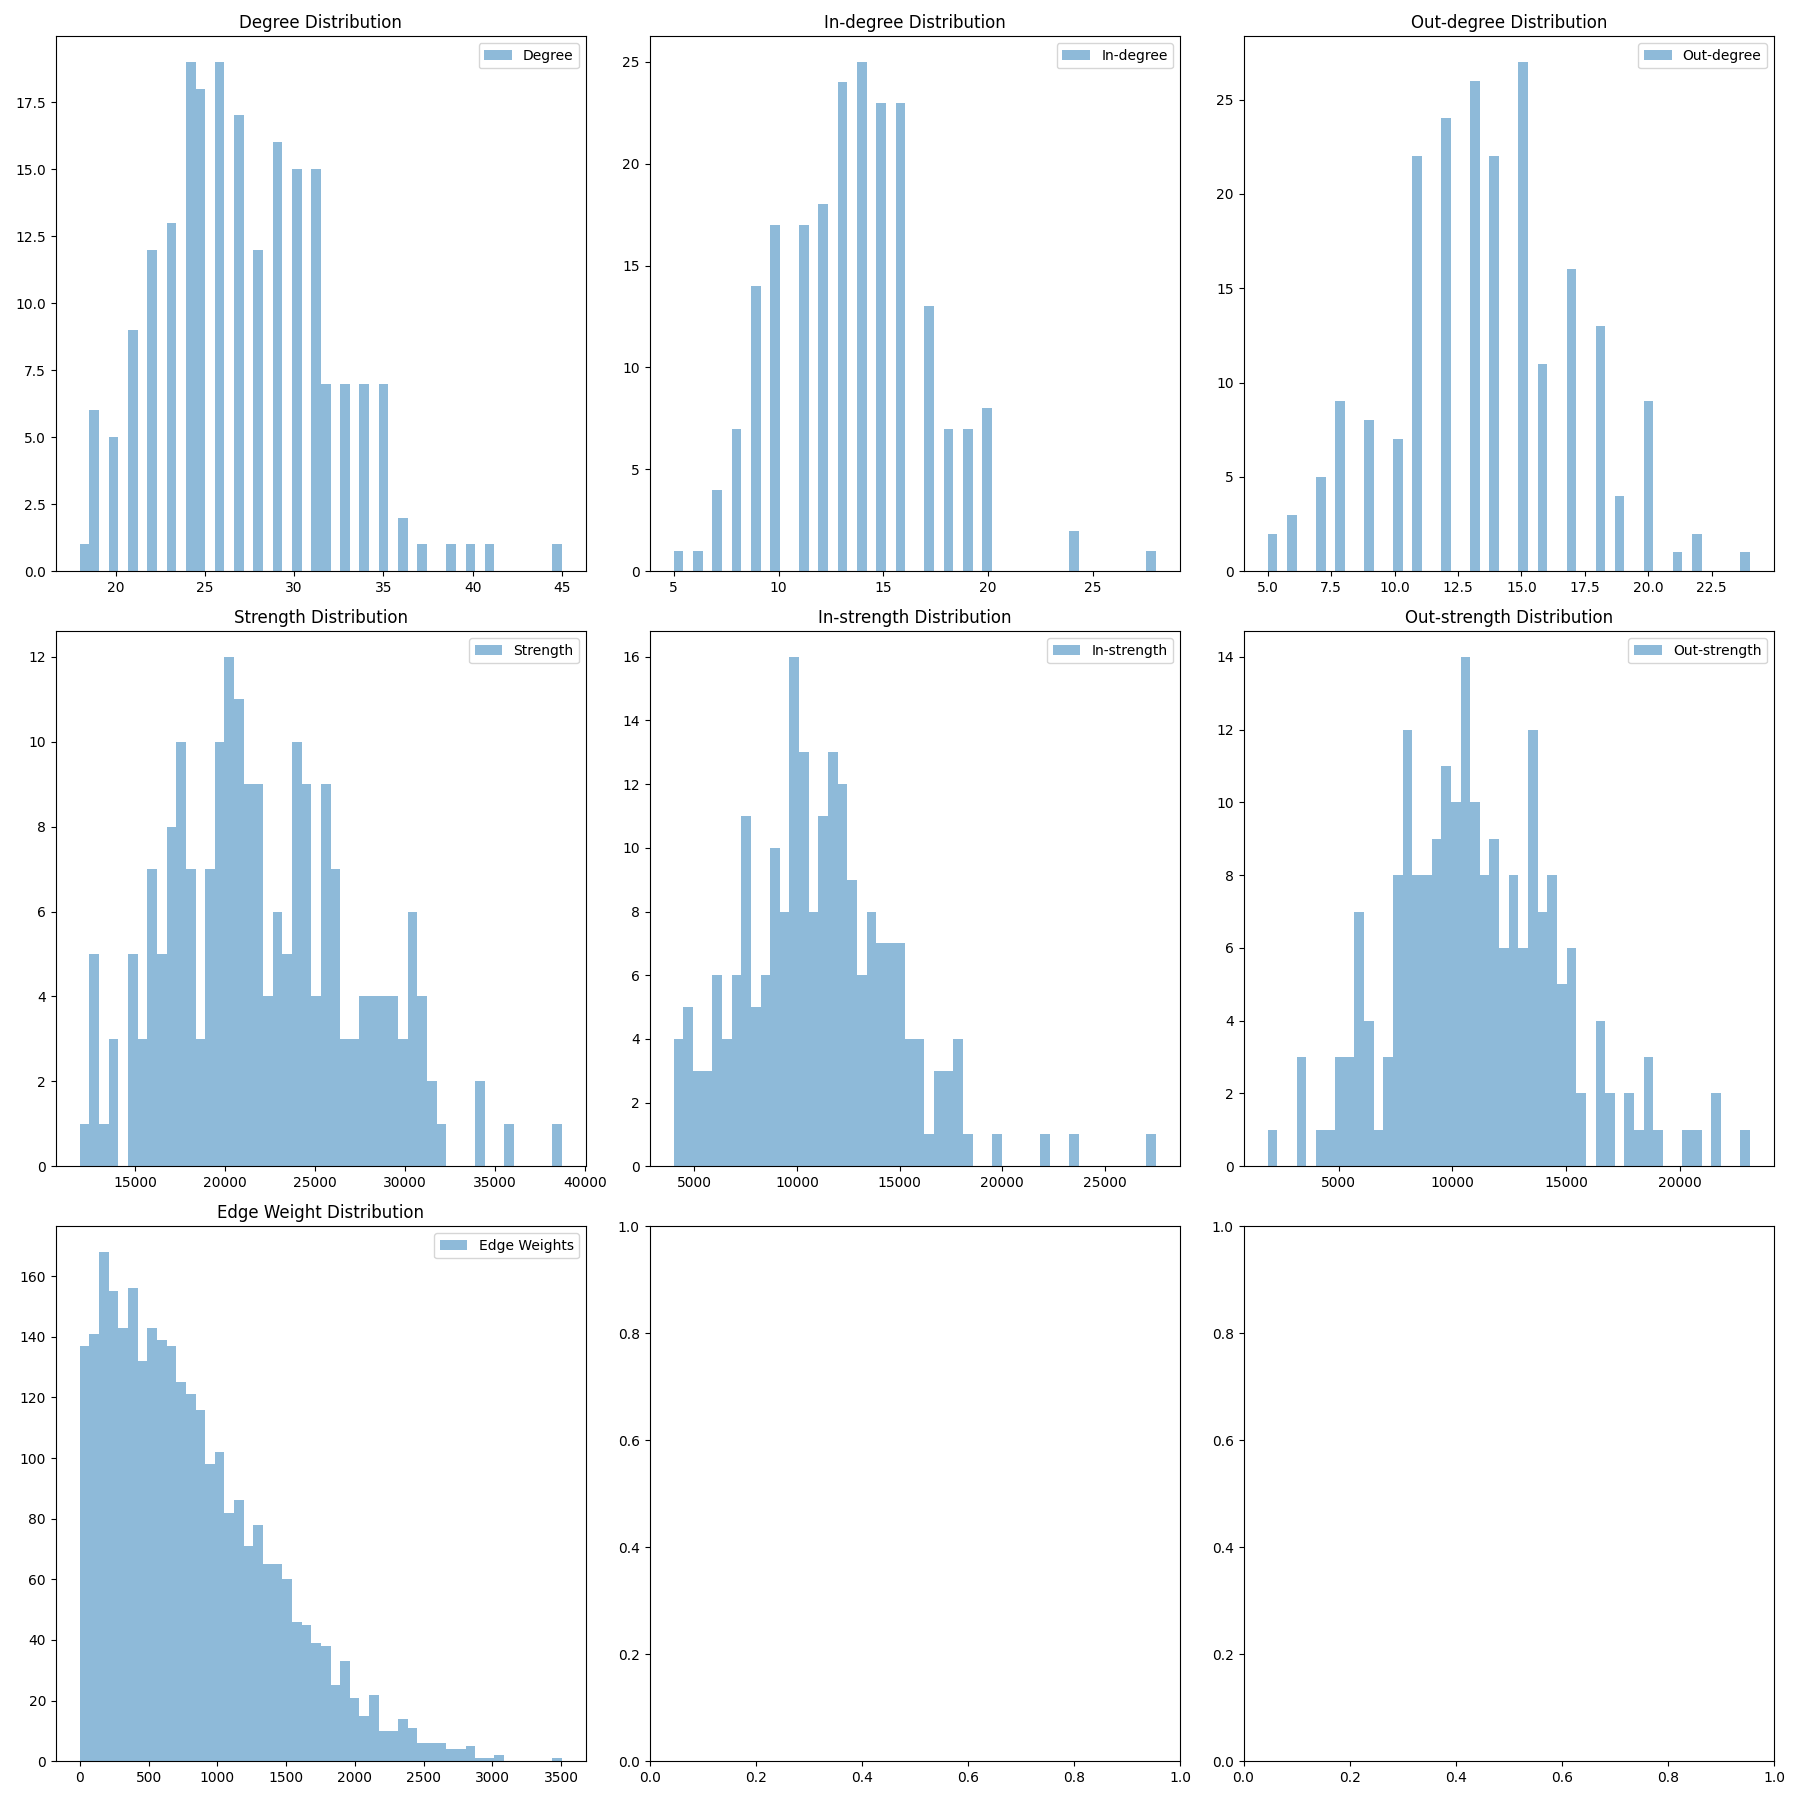 Degree Distribution
Degree
17.5
15.0
12.5
10.0
7.5
5.0
2.5
0.0
20 25 30 35 40 45
In-degree Distribution
In-degree
25
20
15
10
5
0
5 10 15 20 25
Out-degree Distribution
Out-degree
25
20
15
10
5
0
5.0 7.5 10.0 12.5 15.0 17.5 20.0 22.5
Strength Distribution
Strength
12
10
8
6
4
2
0
15000 20000 25000 30000 35000 40000
In-strength Distribution
In-strength
16
14
12
10
8
6
4
2
0
5000 10000 15000 20000 25000
Out-strength Distribution
Out-strength
14
12
10
8
6
4
2
0
5000 10000 15000 20000
Edge Weight Distribution
Edge Weights
160
140
120
100
80
60
40
20
0
0 500 1000 1500 2000 2500 3000 3500
1.0
0.8
0.6
0.4
0.2
0.0
0.0 0.2 0.4 0.6 0.8 1.0
1.0
0.8
0.6
0.4
0.2
0.0
0.0 0.2 0.4 0.6 0.8 1.0